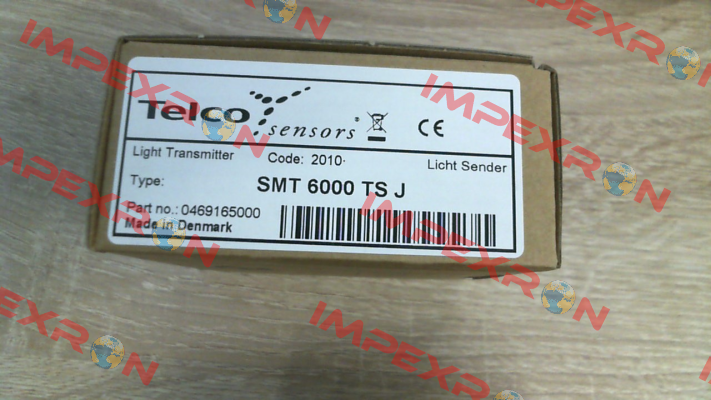 Telco sensors®
CE
Light Transmitter Code: 2010· Licht Sender
Type: SMT 6000 TS J
Part no.: 0469165000
Made in Denmark
IMPEXRON
IMPEXRON
IMPEXRON
IMPEXRON
IMPEXRON
IMPEXRON
IMPEXRON